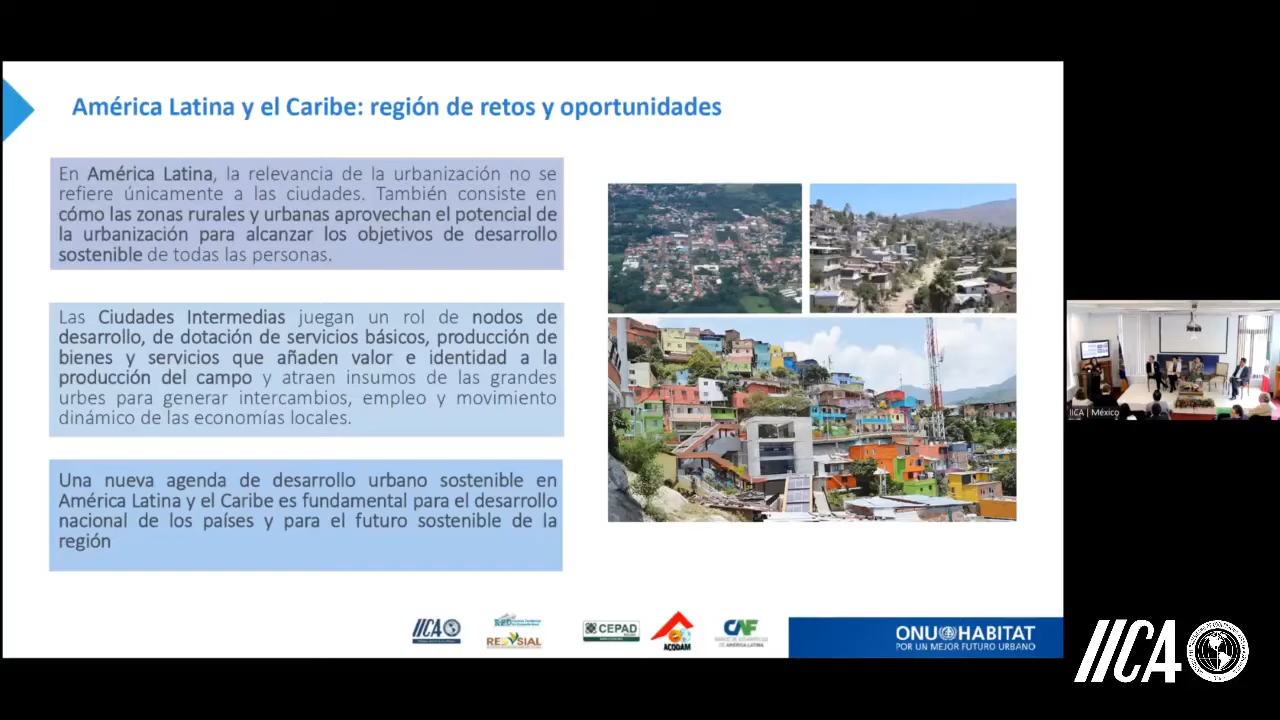 América Latina y el Caribe: región de retos y oportunidades
En América Latina, la relevancia de la urbanización no se
refiere únicamente a las ciudades. También consiste en
cómo las zonas rurales y urbanas aprovechan el potencial de
la urbanización para alcanzar los objetivos de desarrollo
sostenible de todas las personas.
Las Ciudades Intermedias juegan un rol de nodos de
desarrollo, de dotación de servicios básicos, producción de
bienes y servicios que añaden valor e identidad a la
producción del campo y atraen insumos de las grandes
urbes para generar intercambios, empleo y movimiento
dinámico de las economías locales.
Una nueva agenda de desarrollo urbano sostenible en
América Latina y el Caribe es fundamental para el desarrollo
nacional de los países y para el futuro sostenible de la
región
IICA
RED
REDSIAL
CEPAD
ACODAM
CAF
BANCO DE DESARROLLO
DE AMÉRICA LATINA
ONU HABITAT
POR UN MEJOR FUTURO URBANO
IICA | México
IICA